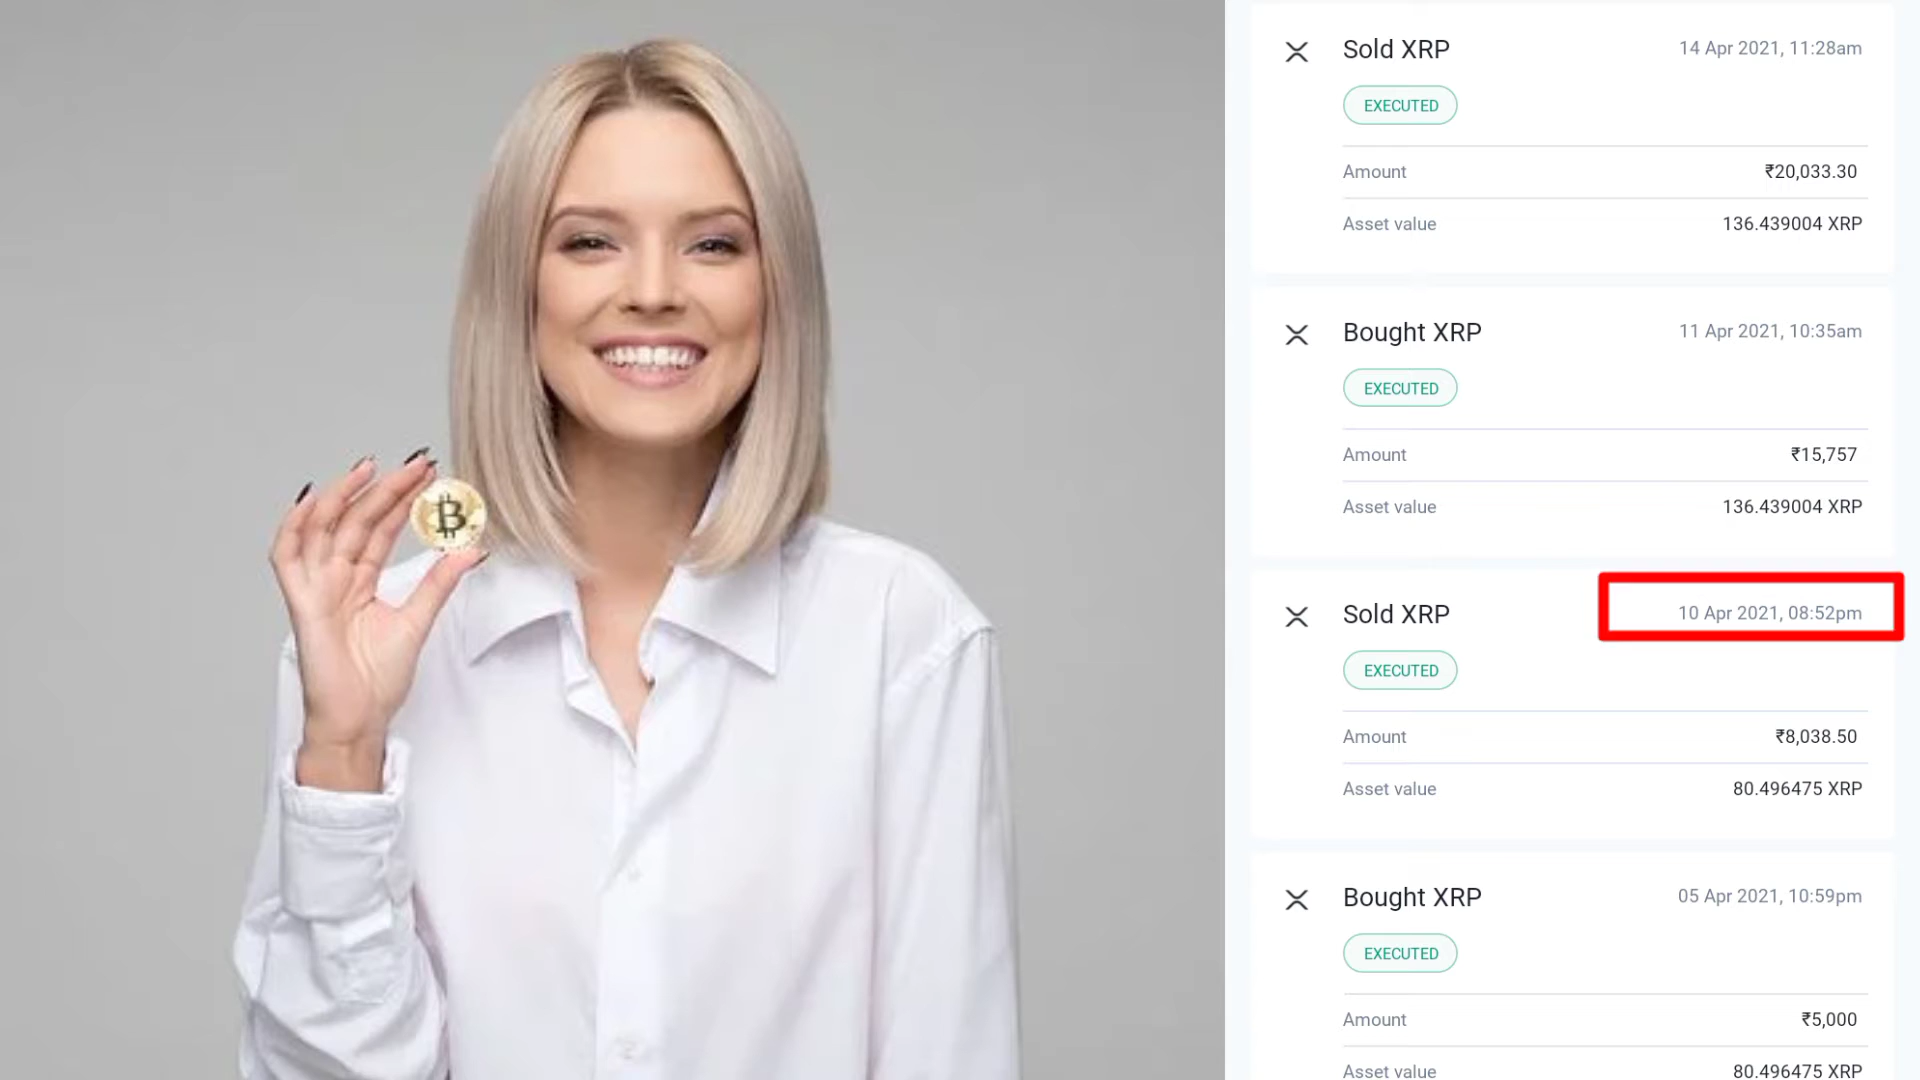 Sold XRP 14 Apr 2021, 11:28am
EXECUTED
Amount ₹20,033.30
Asset value 136.439004 XRP
Bought XRP 11 Apr 2021, 10:35am
EXECUTED
Amount ₹15,757
Asset value 136.439004 XRP
Sold XRP 10 Apr 2021, 08:52pm
EXECUTED
Amount ₹8,038.50
Asset value 80.496475 XRP
Bought XRP 05 Apr 2021, 10:59pm
EXECUTED
Amount ₹5,000
Asset value 80.496475 XRP